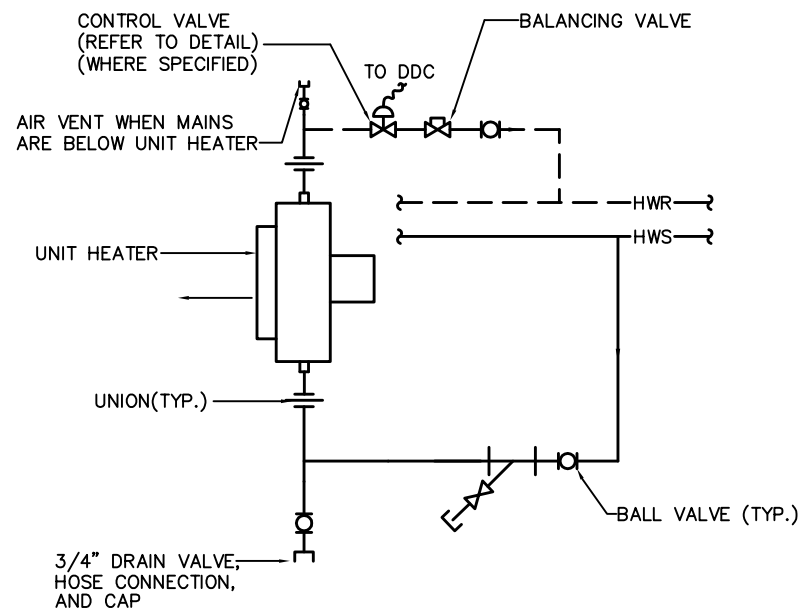 CONTROL VALVE
(REFER TO DETAIL)
(WHERE SPECIFIED)
BALANCING VALVE
TO DDC
AIR VENT WHEN MAINS
ARE BELOW UNIT HEATER
HWR
HWS
UNIT HEATER
UNION(TYP.)
BALL VALVE (TYP.)
3/4" DRAIN VALVE,
HOSE CONNECTION,
AND CAP